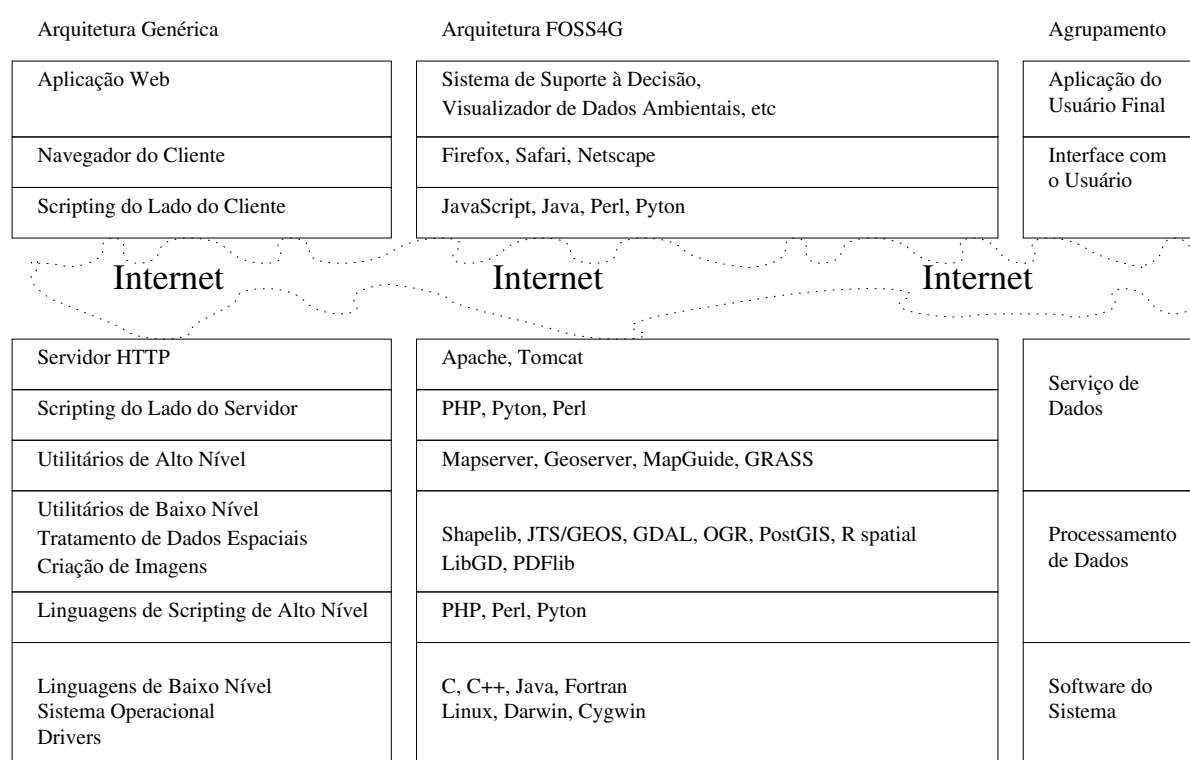 Arquitetura Genérica
Arquitetura FOSS4G
Agrupamento
Aplicação Web
Sistema de Suporte à Decisão,
Visualizador de Dados Ambientais, etc
Aplicação do
Usuário Final
Navegador do Cliente
Firefox, Safari, Netscape
Interface com
o Usuário
Scripting do Lado do Cliente
JavaScript, Java, Perl, Pyton
Internet
Internet
Internet
Servidor HTTP
Apache, Tomcat
Serviço de
Dados
Scripting do Lado do Servidor
PHP, Pyton, Perl
Utilitários de Alto Nível
Mapserver, Geoserver, MapGuide, GRASS
Utilitários de Baixo Nível
Tratamento de Dados Espaciais
Criação de Imagens
Shapelib, JTS/GEOS, GDAL, OGR, PostGIS, R spatial
LibGD, PDFlib
Processamento
de Dados
Linguagens de Scripting de Alto Nível
PHP, Perl, Pyton
Linguagens de Baixo Nível
Sistema Operacional
Drivers
C, C++, Java, Fortran
Linux, Darwin, Cygwin
Software do
Sistema